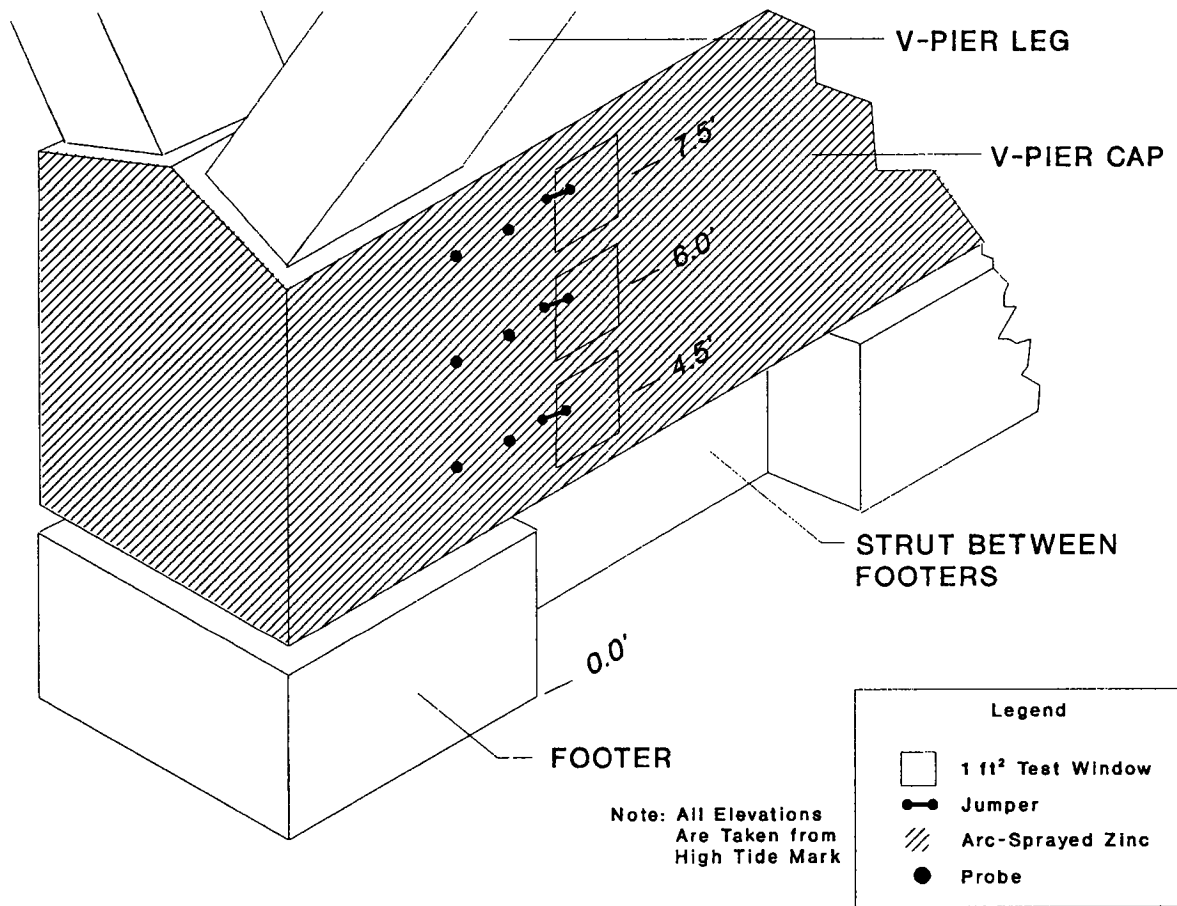 V-PIER LEG
7.5'
V-PIER CAP
6.0'
4.5'
STRUT BETWEEN
FOOTERS
0.0'
FOOTER
Note: All Elevations
Are Taken from
High Tide Mark
Legend
1 ft² Test Window
Jumper
Arc-Sprayed Zinc
Probe